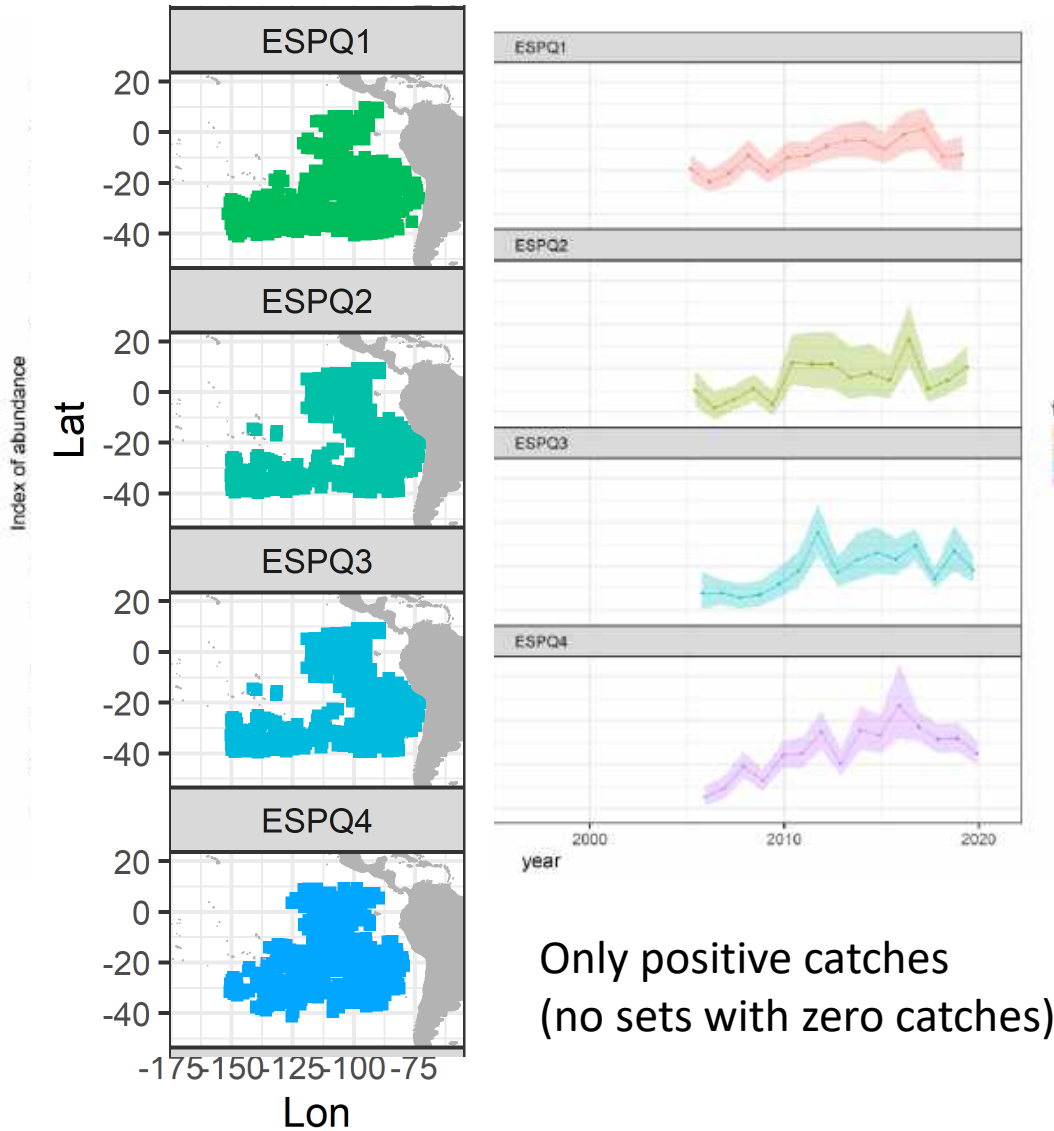 ESPQ1
20
0
-20
-40
ESPQ2
20
0
-20
-40
ESPQ3
20
0
-20
-40
ESPQ4
20
0
-20
-40
-175
-150
-125
-100
-75
Lon
Lat
Index of abundance
ESPQ1
ESPQ2
ESPQ3
ESPQ4
2000
2010
2020
year
Only positive catches
(no sets with zero catches)